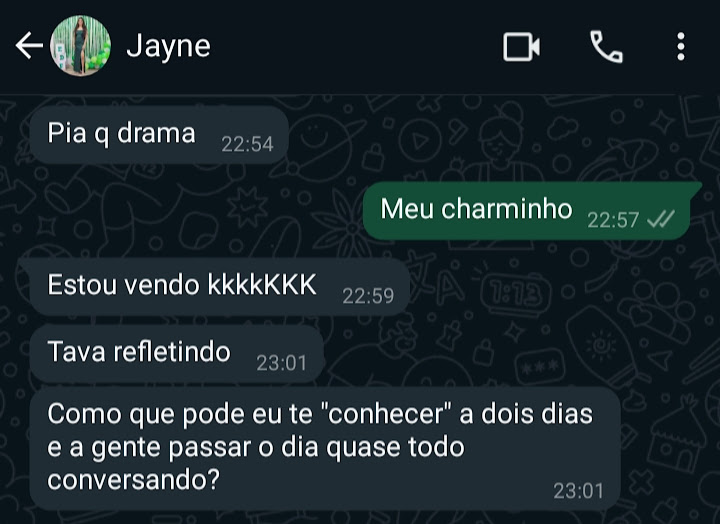 Jayne
Pia q drama 22:54
Meu charminho 22:57
Estou vendo kkkkKKK 22:59
Tava refletindo 23:01
Como que pode eu te "conhecer" a dois dias
e a gente passar o dia quase todo
conversando? 23:01